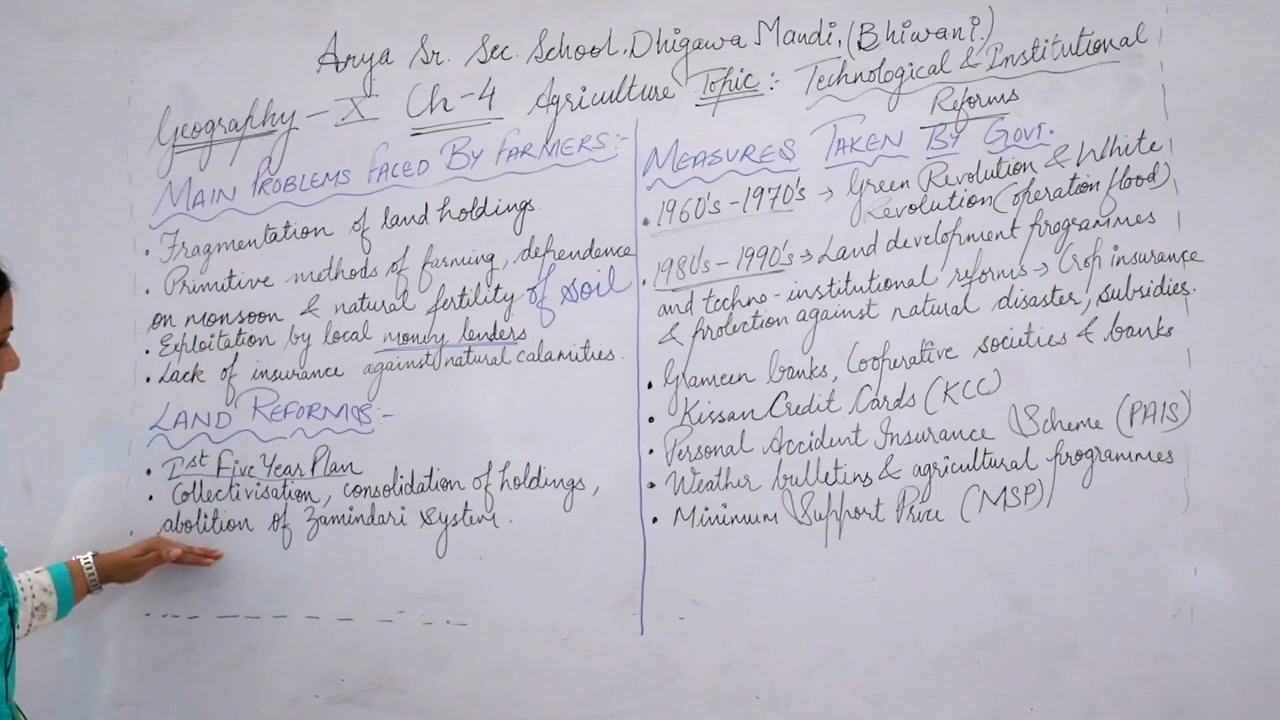 Arya Sr. Sec. School, Dhigawa Mandi, (Bhiwani.)
Geography - X Ch-4 Agriculture Topic :- Technological & Institutional
Reforms
MAIN PROBLEMS FACED BY FARMERS:-
• Fragmentation of land holdings
• Primitive methods of farming, dependence
on monsoon & natural fertility of soil
• Exploitation by local money lenders
• Lack of insurance against natural calamities.
LAND REFORMS:-
• Ist Five Year Plan
• Collectivisation, consolidation of holdings,
abolition of Zamindari system.
MEASURES TAKEN BY GOVT.
• 1960's - 1970's → Green Revolution & White
Revolution (operation flood)
• 1980's - 1990's → Land development programmes
and techno-institutional reforms → Crop insurance
& protection against natural disaster, subsidies.
• Grameen banks, Cooperative societies & banks
• Kissan Credit Cards (KCC)
• Personal Accident Insurance Scheme (PAIS)
• Weather bulletins & agricultural programmes
• Minimum Support Price (MSP)